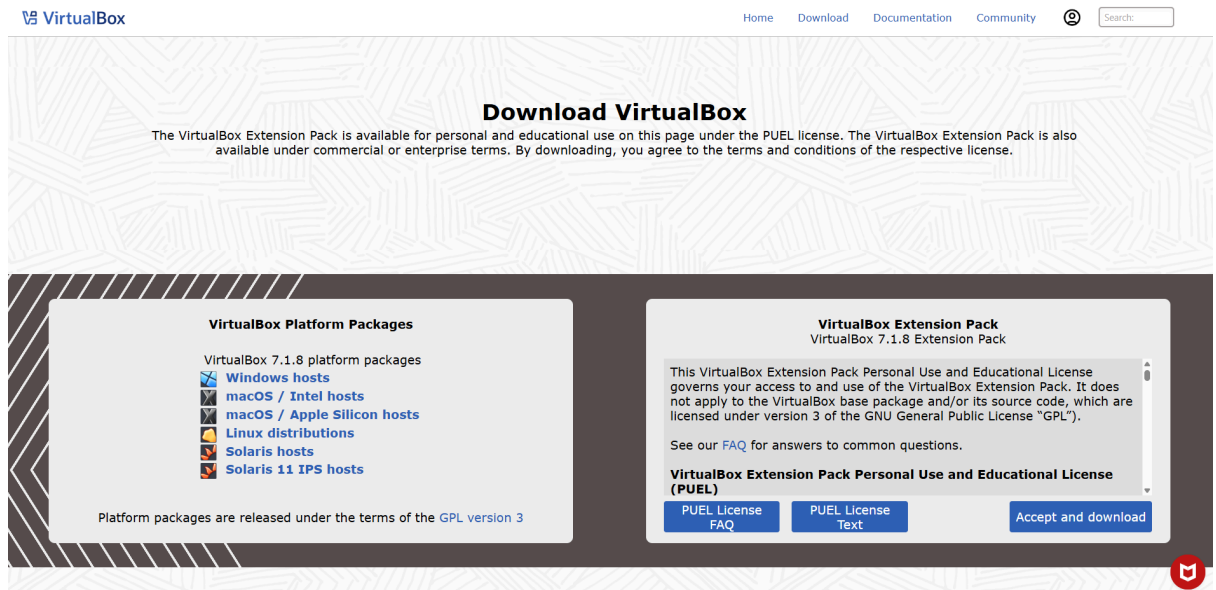 VirtualBox
Home Download Documentation Community Search:
Download VirtualBox
The VirtualBox Extension Pack is available for personal and educational use on this page under the PUEL license. The VirtualBox Extension Pack is also
available under commercial or enterprise terms. By downloading, you agree to the terms and conditions of the respective license.
VirtualBox Platform Packages
VirtualBox 7.1.8 platform packages
Windows hosts
macOS / Intel hosts
macOS / Apple Silicon hosts
Linux distributions
Solaris hosts
Solaris 11 IPS hosts
Platform packages are released under the terms of the GPL version 3
VirtualBox Extension Pack
VirtualBox 7.1.8 Extension Pack
This VirtualBox Extension Pack Personal Use and Educational License
governs your access to and use of the VirtualBox Extension Pack. It does
not apply to the VirtualBox base package and/or its source code, which are
licensed under version 3 of the GNU General Public License “GPL”).
See our FAQ for answers to common questions.
VirtualBox Extension Pack Personal Use and Educational License
(PUEL)
PUEL License
FAQ
PUEL License
Text
Accept and download